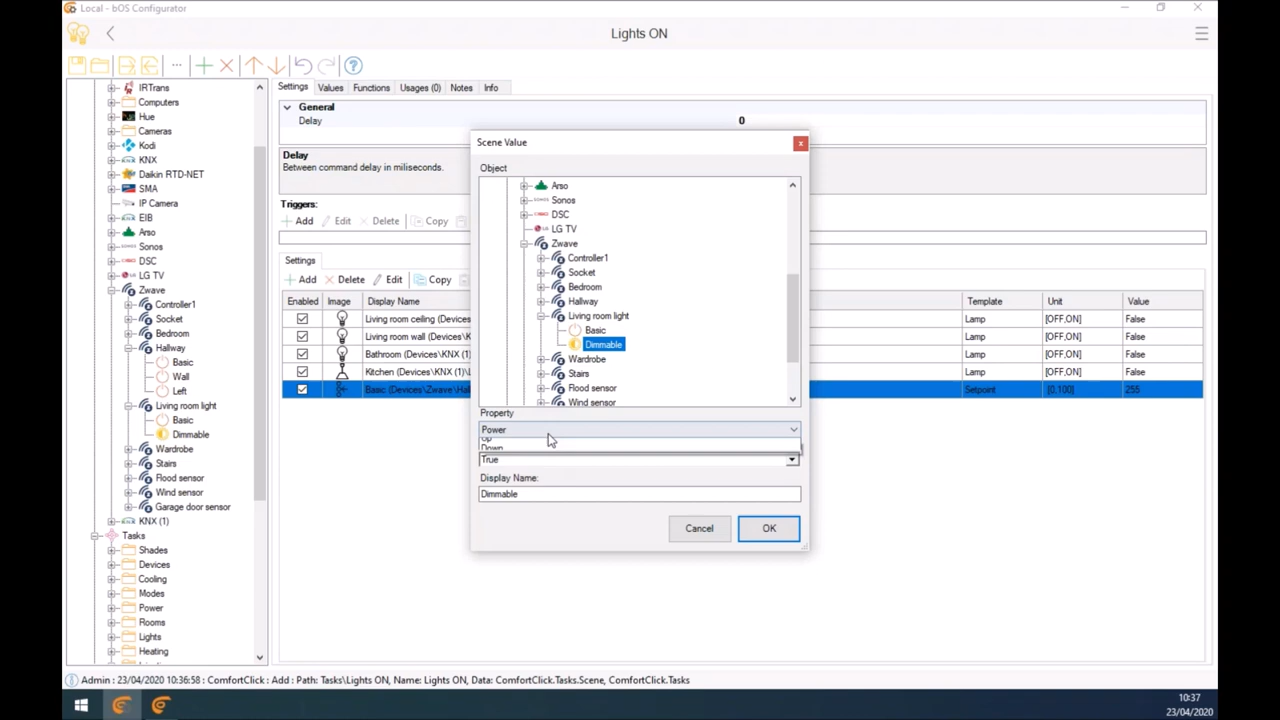 Local - bOS Configurator
Lights ON
IRTrans
Computers
Hue
Cameras
Kodi
KNX
Daikin RTD-NET
SMA
IP Camera
EIB
Arso
Sonos
DSC
LG TV
Zwave
Controller1
Socket
Bedroom
Hallway
Basic
Wall
Left
Living room light
Basic
Dimmable
Wardrobe
Stairs
Flood sensor
Wind sensor
Garage door sensor
KNX (1)
Tasks
Shades
Devices
Cooling
Modes
Power
Rooms
Lights
Heating
Settings Values Functions Usages (0) Notes Info
General
Delay 0
Delay
Between command delay in miliseconds.
Triggers:
Add Edit Delete Copy
Settings
Add Delete Edit Copy
Enabled Image Display Name Template Unit Value
Living room ceiling (Devices Lamp [OFF,ON] False
Living room wall (Devices\K Lamp [OFF,ON] False
Bathroom (Devices\KNX (1)\ Lamp [OFF,ON] False
Kitchen (Devices\KNX (1)\L Lamp [OFF,ON] False
Basic (Devices\Zwave\Hal Setpoint [0,100] 255
Scene Value
Object
Arso
Sonos
DSC
LG TV
Zwave
Controller1
Socket
Bedroom
Hallway
Living room light
Basic
Dimmable
Wardrobe
Stairs
Flood sensor
Wind sensor
Property
Power
Up
Down
True
Display Name:
Dimmable
Cancel OK
Admin : 23/04/2020 10:36:58 : ComfortClick : Add : Path: Tasks\Lights ON, Name: Lights ON, Data: ComfortClick.Tasks.Scene, ComfortClick.Tasks
10:37
23/04/2020